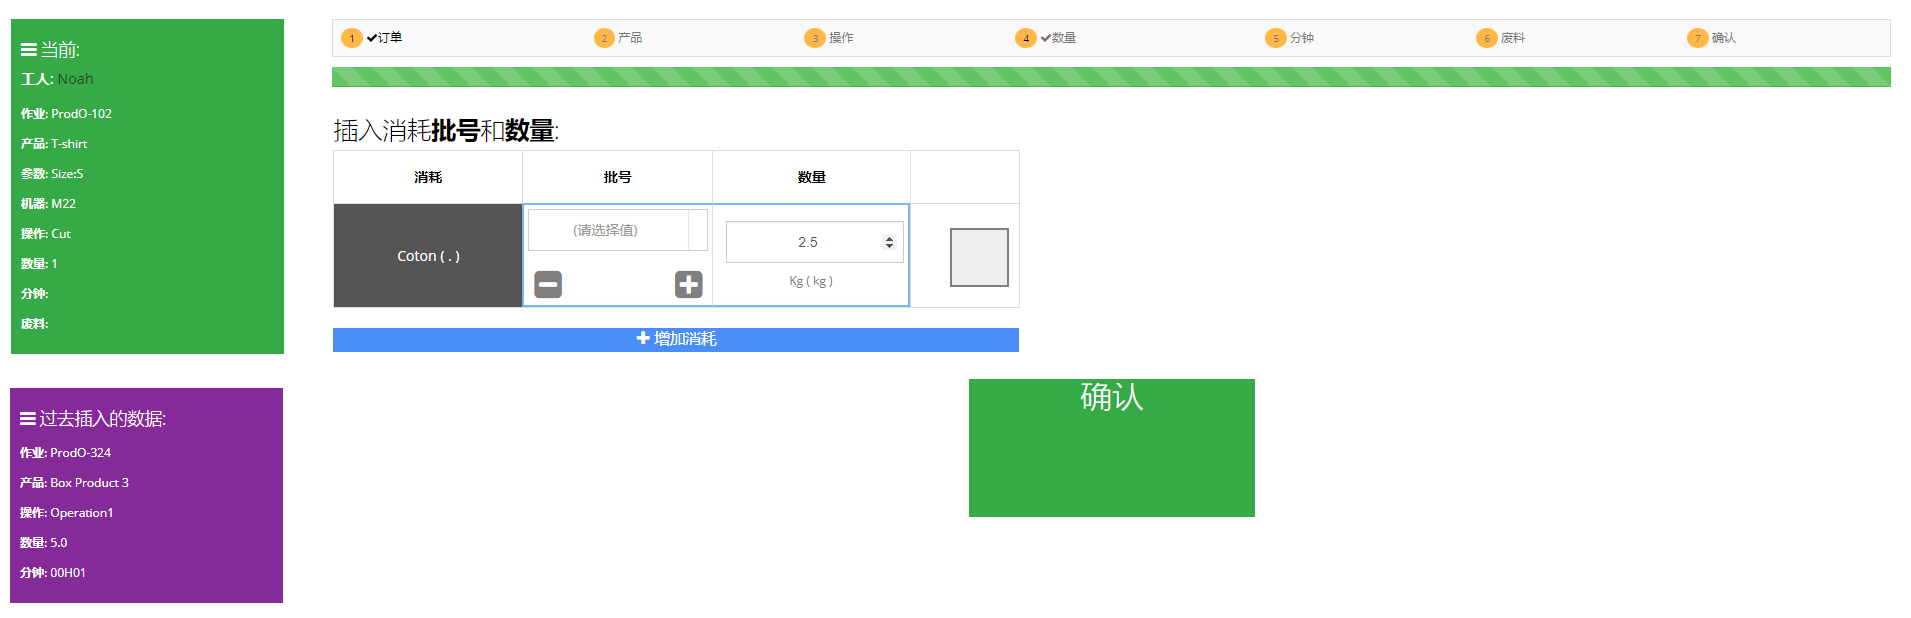 当前:
工人: Noah
作业: ProdO-102
产品: T-shirt
参数: Size:S
机器: M22
操作: Cut
数量: 1
分钟:
废料:
过去插入的数据:
作业: ProdO-324
产品: Box Product 3
操作: Operation1
数量: 5.0
分钟: 00H01
1 订单 2 产品 3 操作 4 数量 5 分钟 6 废料 7 确认
插入消耗批号和数量:
消耗 批号 数量
Coton ( . ) (请选择值) 2.5
Kg ( kg )
增加消耗
确认